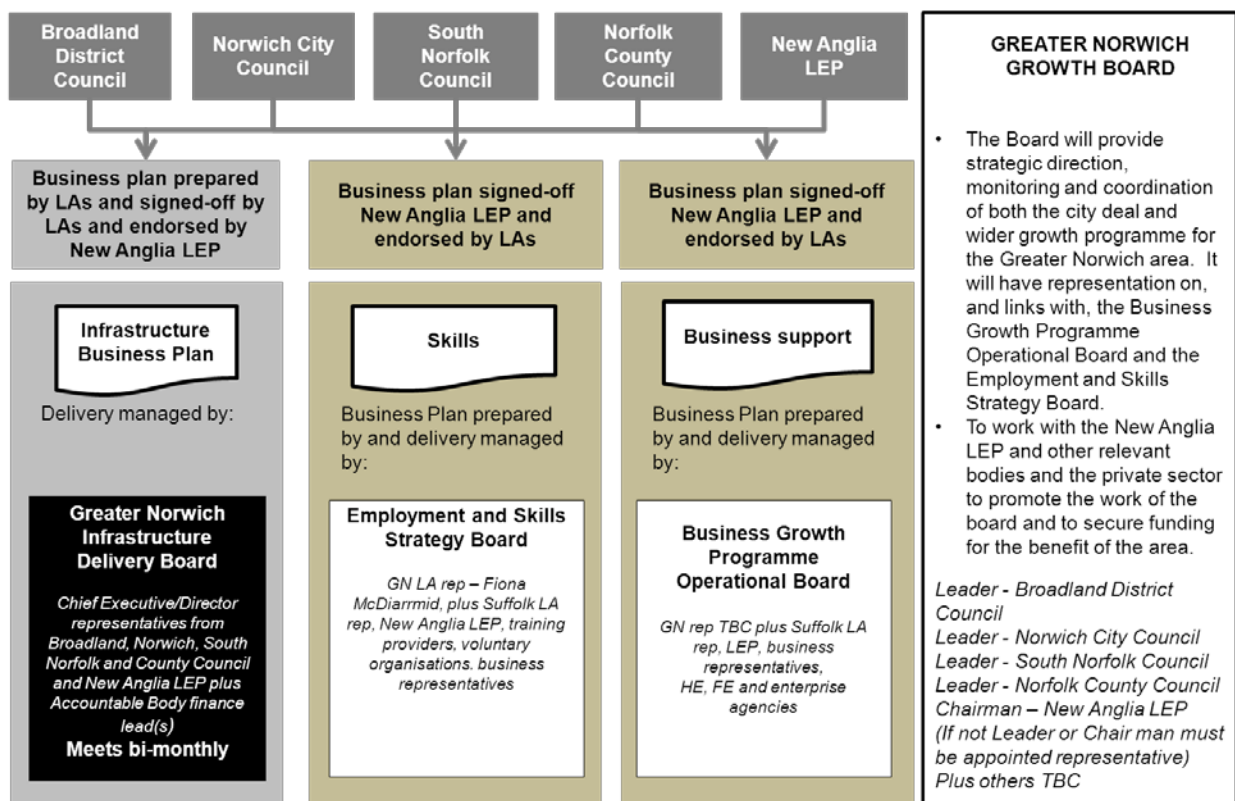 Broadland
District
Council
Norwich City
Council
South
Norfolk
Council
Norfolk
County
Council
New Anglia
LEP
Business plan prepared
by LAs and signed-off by
LAs and endorsed by
New Anglia LEP
Business plan signed-off
New Anglia LEP and
endorsed by LAs
Business plan signed-off
New Anglia LEP and
endorsed by LAs
Infrastructure
Business Plan
Delivery managed by:
Greater Norwich
Infrastructure
Delivery Board
Chief Executive/Director
representatives from
Broadland, Norwich, South
Norfolk and County Council
and New Anglia LEP plus
Accountable Body finance
lead(s)
Meets bi-monthly
Skills
Business Plan prepared
by and delivery managed
by:
Employment and Skills
Strategy Board
GN LA rep – Fiona
McDiarrmid, plus Suffolk LA
rep, New Anglia LEP, training
providers, voluntary
organisations. business
representatives
Business support
Business Plan prepared
by and delivery managed
by:
Business Growth
Programme
Operational Board
GN rep TBC plus Suffolk LA
rep, LEP, business
representatives,
HE, FE and enterprise
agencies
GREATER NORWICH
GROWTH BOARD
• The Board will provide
strategic direction,
monitoring and coordination
of both the city deal and
wider growth programme for
the Greater Norwich area. It
will have representation on,
and links with, the Business
Growth Programme
Operational Board and the
Employment and Skills
Strategy Board.
• To work with the New Anglia
LEP and other relevant
bodies and the private sector
to promote the work of the
board and to secure funding
for the benefit of the area.
Leader - Broadland District
Council
Leader - Norwich City Council
Leader - South Norfolk Council
Leader - Norfolk County Council
Chairman – New Anglia LEP
(If not Leader or Chair man must
be appointed representative)
Plus others TBC